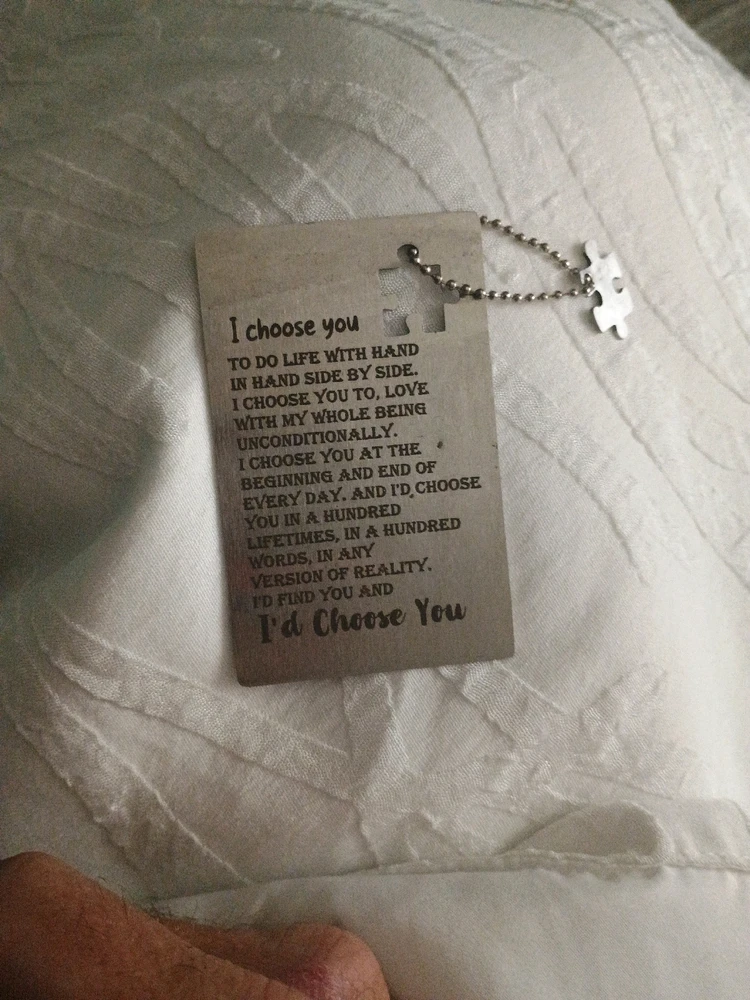 I choose you
TO DO LIFE WITH HAND
IN HAND SIDE BY SIDE.
I CHOOSE YOU TO, LOVE
WITH MY WHOLE BEING
UNCONDITIONALLY.
I CHOOSE YOU AT THE
BEGINNING AND END OF
EVERY DAY. AND I'D CHOOSE
YOU IN A HUNDRED
LIFETIMES, IN A HUNDRED
WORDS, IN ANY
VERSION OF REALITY.
I'D FIND YOU AND
I'd Choose You